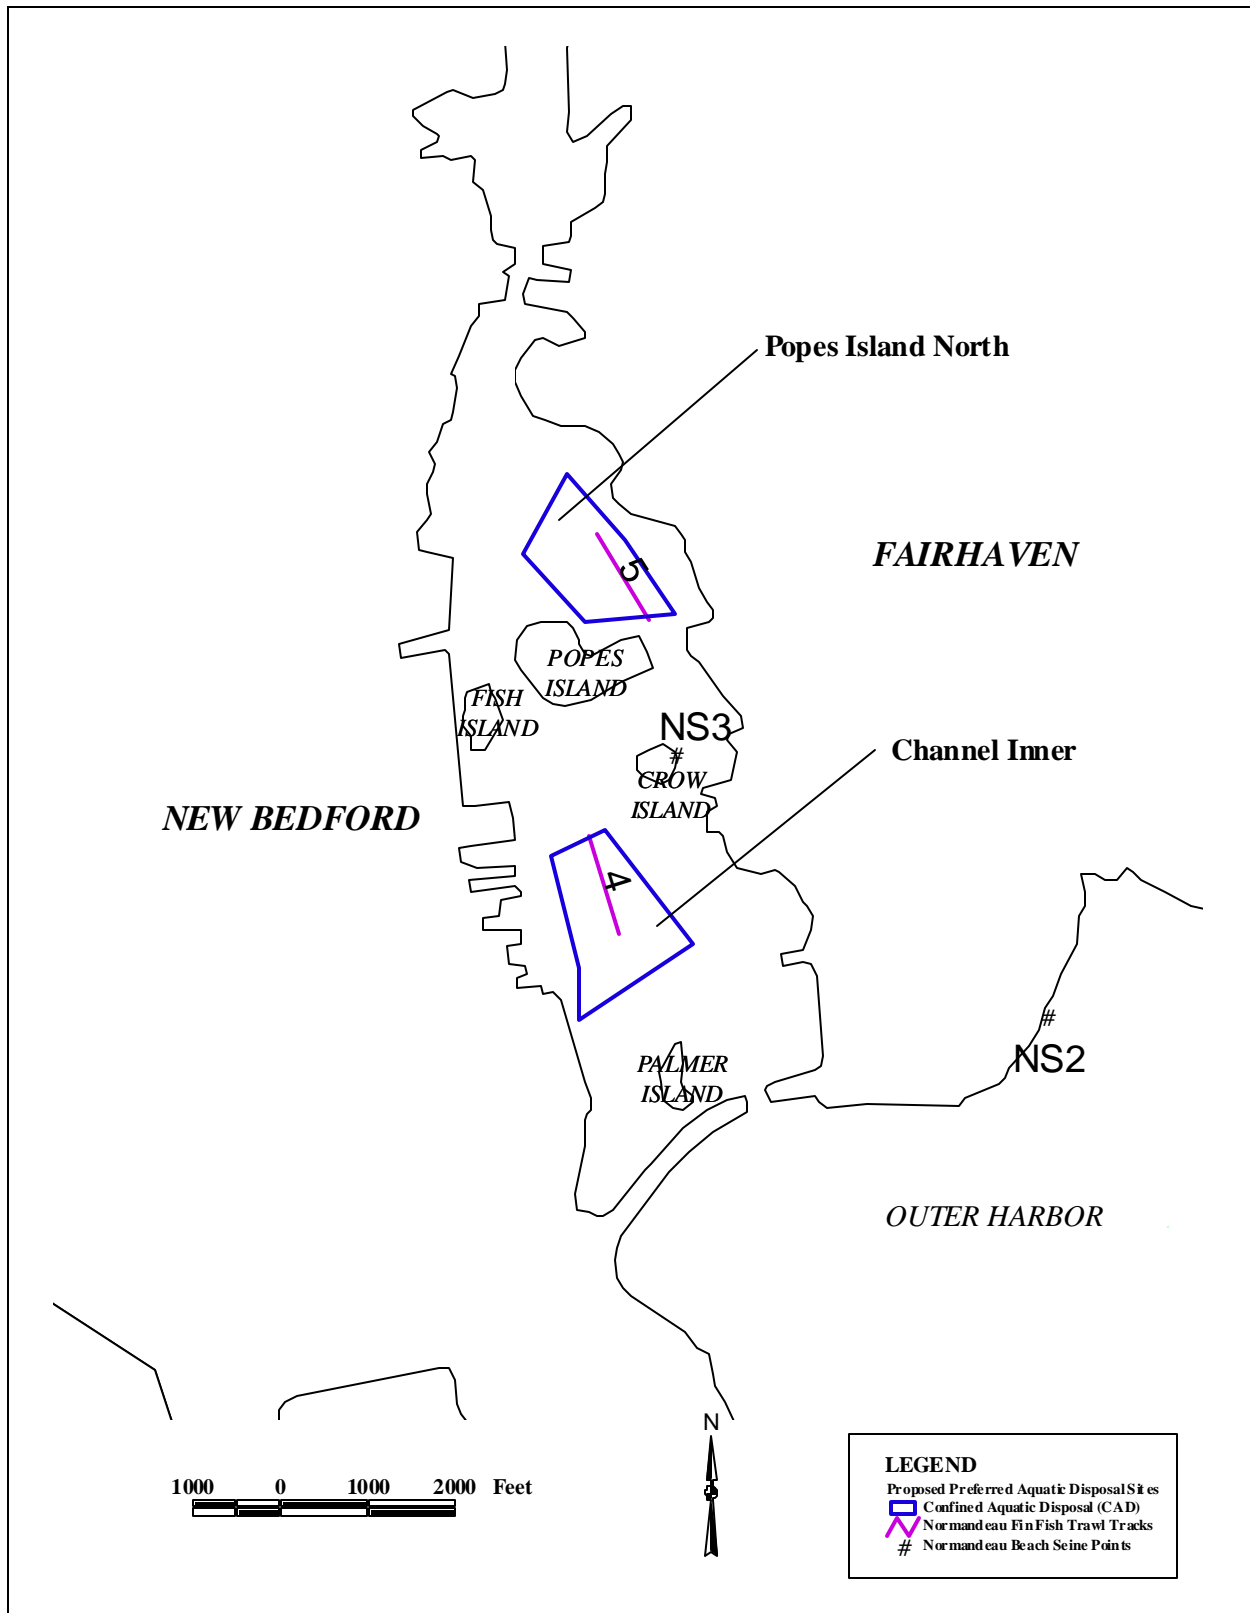 Popes Island North
FAIRHAVEN
5
POPES
ISLAND
FISH
ISLAND
NS3
#
CROW
ISLAND
Channel Inner
NEW BEDFORD
4
#
NS2
PALMER
ISLAND
OUTER HARBOR
N
1000 0 1000 2000 Feet
LEGEND
Proposed Preferred Aquatic Disposal Sites
Confined Aquatic Disposal (CAD)
Normandeau Fin Fish Trawl Tracks
# Normandeau Beach Seine Points